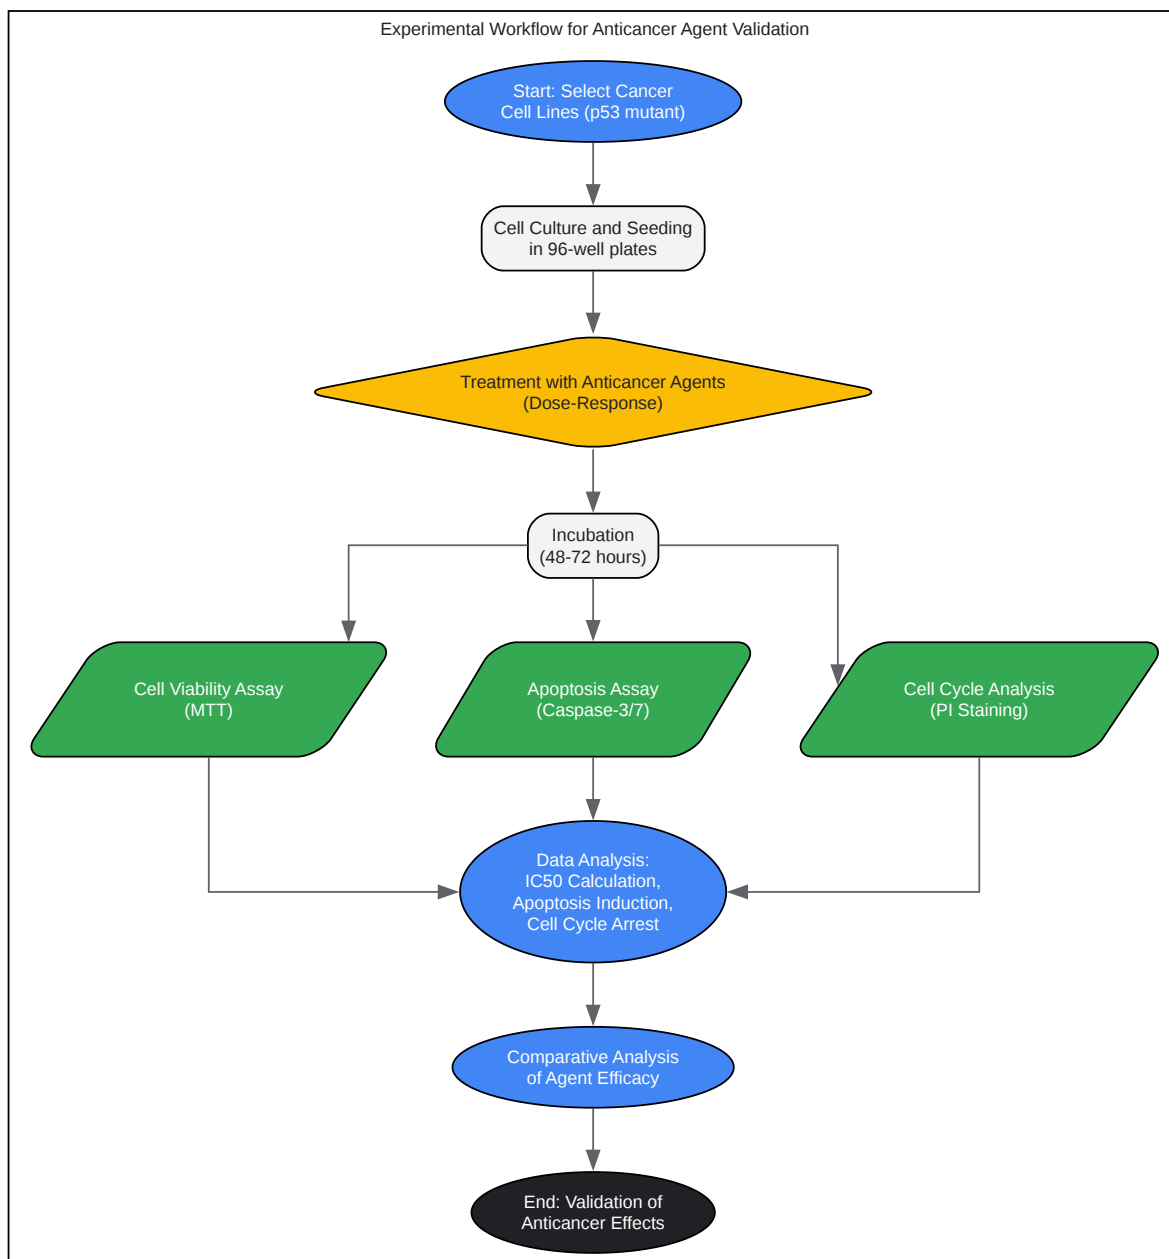 Experimental Workflow for Anticancer Agent Validation
Start: Select Cancer
Cell Lines (p53 mutant)
Cell Culture and Seeding
in 96-well plates
Treatment with Anticancer Agents
(Dose-Response)
Incubation
(48-72 hours)
Cell Viability Assay
(MTT)
Apoptosis Assay
(Caspase-3/7)
Cell Cycle Analysis
(PI Staining)
Data Analysis:
IC50 Calculation,
Apoptosis Induction,
Cell Cycle Arrest
Comparative Analysis
of Agent Efficacy
End: Validation of
Anticancer Effects